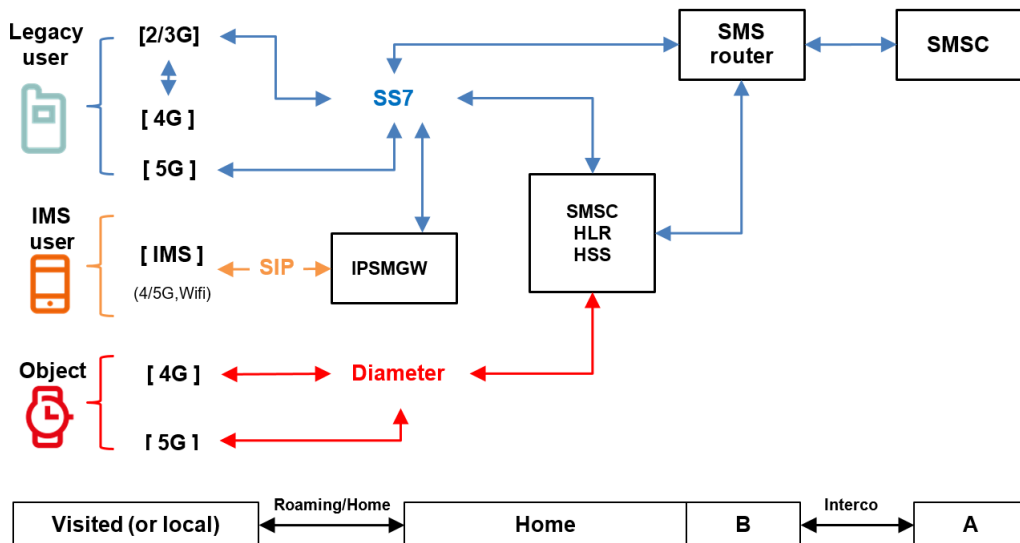 Legacy
user
[2/3G]
[ 4G ]
[ 5G ]
SS7
SMS
router
SMSC
IMS
user
[ IMS ]
(4/5G,Wifi)
SIP
IPSMGW
SMSC
HLR
HSS
Object
[ 4G ]
[ 5G ]
Diameter
Visited (or local)
Roaming/Home
Home
B
Interco
A